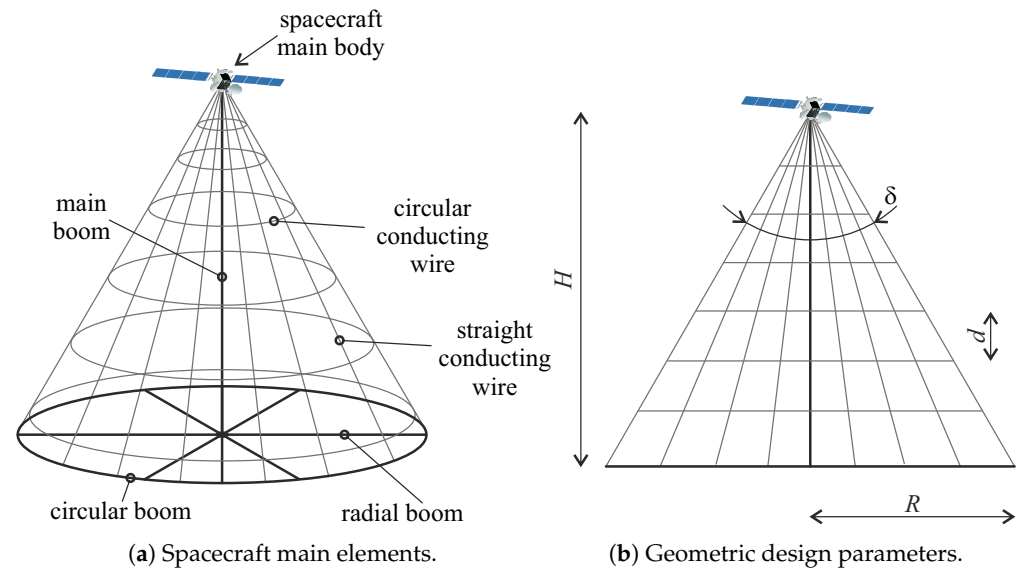 spacecraft
main body
main
boom
circular
conducting
wire
straight
conducting
wire
circular boom
radial boom
(a) Spacecraft main elements.
δ
H
d
R
(b) Geometric design parameters.